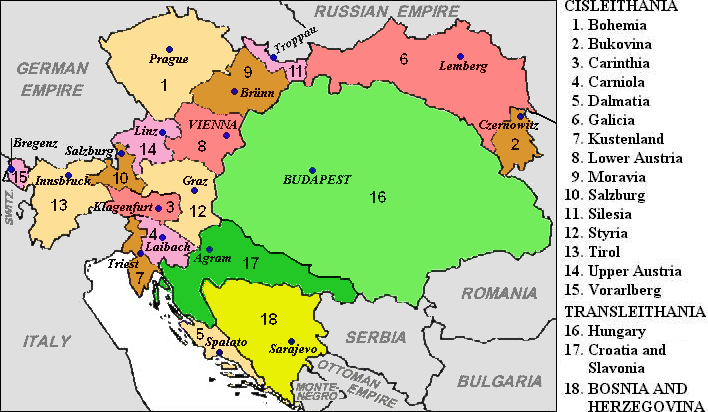 RUSSIAN EMPIRE
GERMAN
EMPIRE
Prague
1
Troppau
9
11
Brünn
6
Lemberg
Czernowitz
2
Bregenz
Salzburg
Linz
14
VIENNA
8
15
SWITZ.
Innsbruck
13
10
Graz
12
BUDAPEST
16
Klagenfurt
3
4
Laibach
Triest
7
Agram
17
ITALY
5
Spalato
18
Sarajevo
MONTE-
NEGRO
OTTOMAN
EMPIRE
SERBIA
ROMANIA
BULGARIA
CISLEITHANIA
1. Bohemia
2. Bukovina
3. Carinthia
4. Carniola
5. Dalmatia
6. Galicia
7. Kustenland
8. Lower Austria
9. Moravia
10. Salzburg
11. Silesia
12. Styria
13. Tirol
14. Upper Austria
15. Vorarlberg
TRANSLEITHANIA
16. Hungary
17. Croatia and
Slavonia
18. BOSNIA AND
HERZEGOVINA